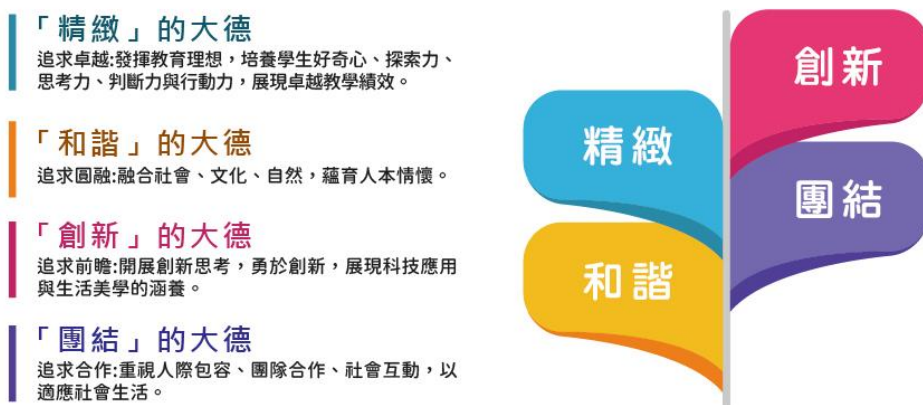 「精緻」的大德
追求卓越:發揮教育理想，培養學生好奇心、探索力、
思考力、判斷力與行動力，展現卓越教學績效。
「和諧」的大德
追求圓融:融合社會、文化、自然，蘊育人本情懷。
「創新」的大德
追求前瞻:開展創新思考，勇於創新，展現科技應用
與生活美學的涵養。
「團結」的大德
追求合作:重視人際包容、團隊合作、社會互動，以
適應社會生活。
創新
精緻
團結
和諧